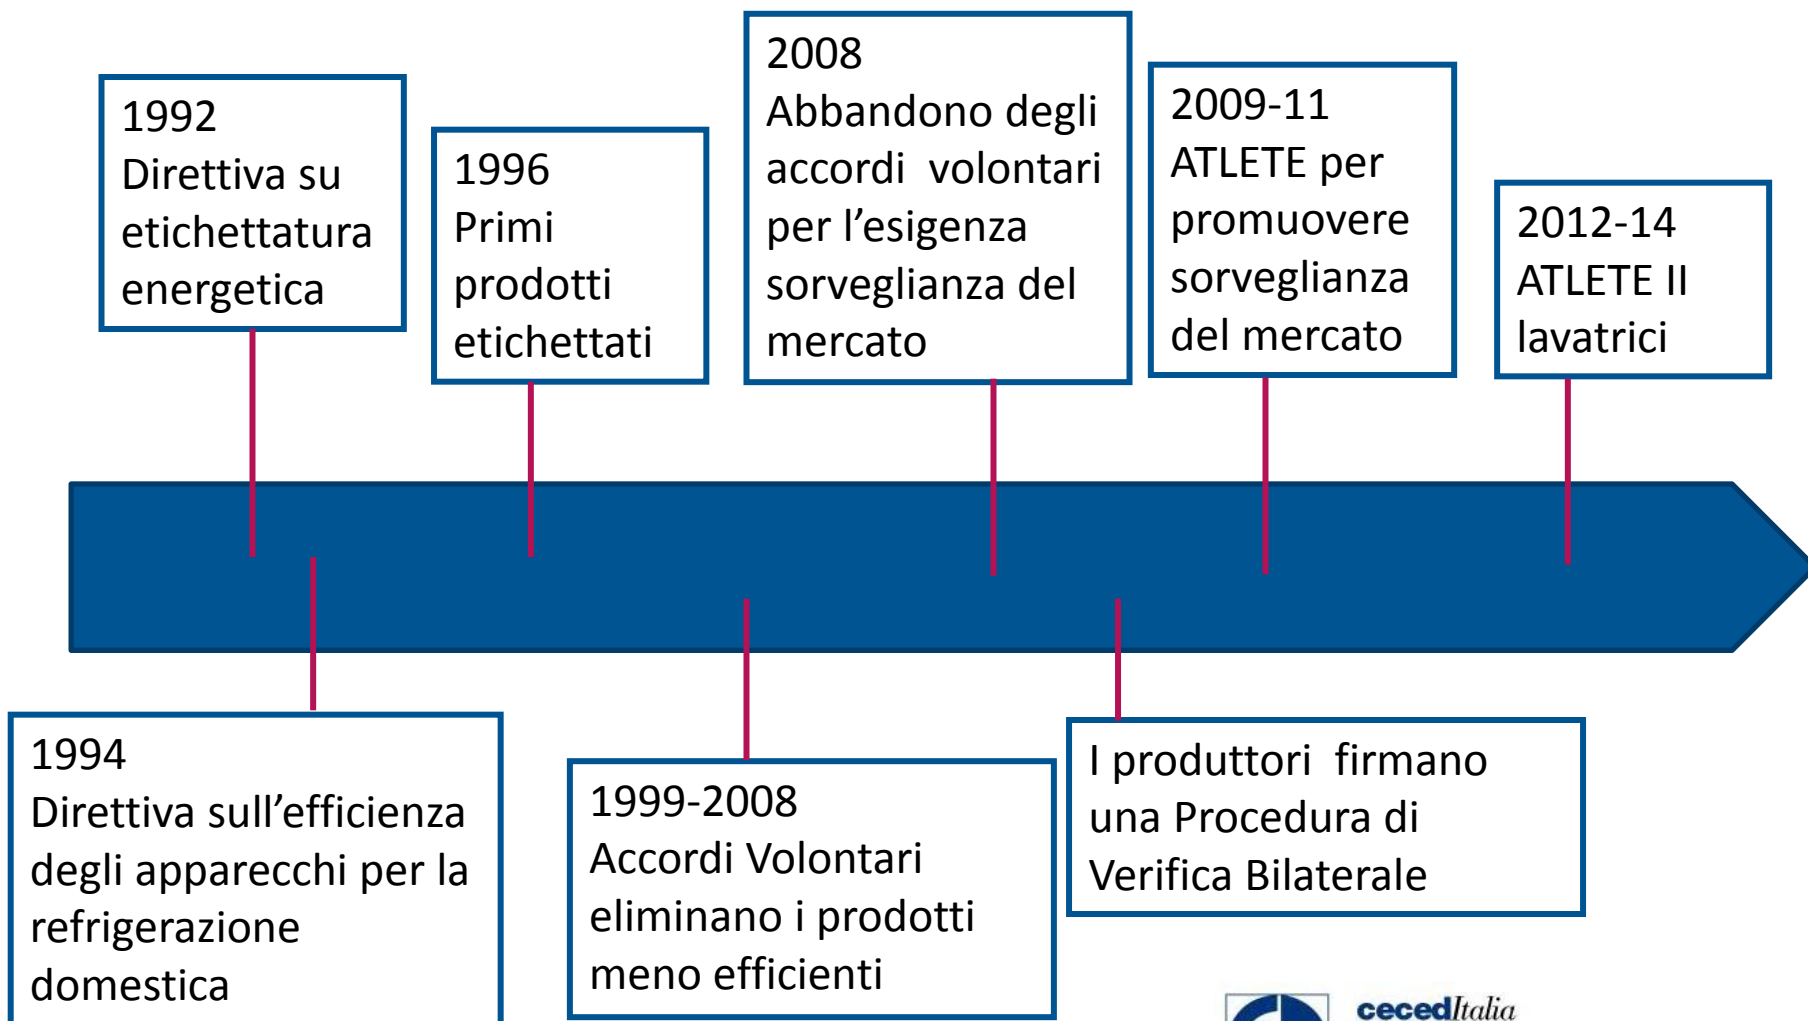 1992
Direttiva su
etichettatura
energetica
1996
Primi
prodotti
etichettati
2008
Abbandono degli
accordi volontari
per l’esigenza
sorveglianza del
mercato
2009-11
ATLETE per
promuovere
sorveglianza
del mercato
2012-14
ATLETE II
lavatrici
1994
Direttiva sull’efficienza
degli apparecchi per la
refrigerazione
domestica
1999-2008
Accordi Volontari
eliminano i prodotti
meno efficienti
I produttori firmano
una Procedura di
Verifica Bilaterale
cecedItalia